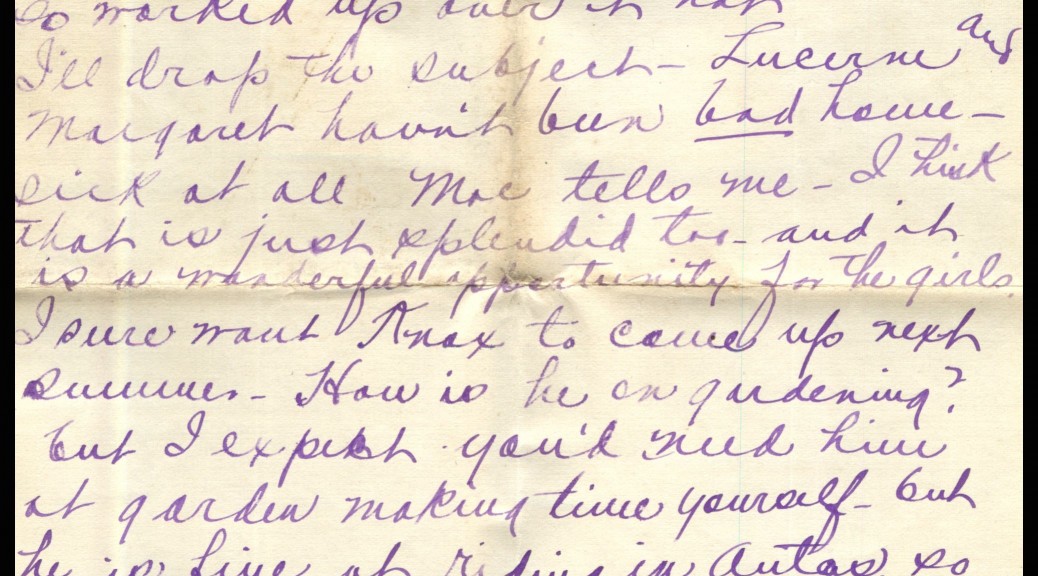 so worked up over it that
I'll drop the subject - Lucerne and
Margaret havn't been bad home -
sick at all Mae tells me - I think
that is just splendid too - and it
is a wonderful opportunity for the girls.
I sure want Knox to come up next
summer - How is he on gardening?
but I expect you'd need him
at garden making time yourself - but
he is fine at riding in autos so